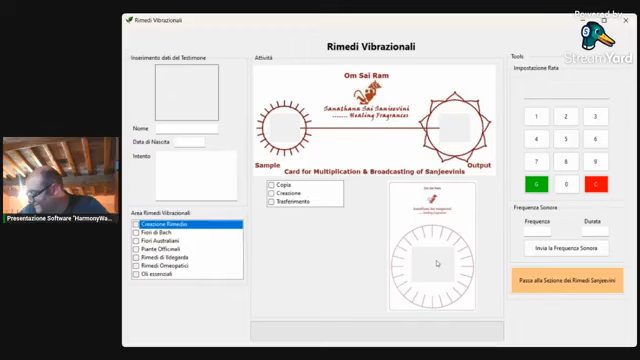 Rimedi Vibrazionali
Powered by
StreamYard
Rimedi Vibrazionali
Inserimento dati del Testimone
Attività
Tools
Impostazione Rata
Om Sai Ram
Sanathana Sai Sanjeevini
....... Healing Fragrances
Sample
Output
Card for Multiplication & Broadcasting of Sanjeevinis
Nome
Data di Nascita
Intento
1
2
3
4
5
6
7
8
9
G
0
C
Copia
Creazione
Trasferimento
Om Sai Ram
Presentazione Software "HarmonyWa...
Area Rimedi Vibrazionali
Creazione Rimedio
Fiori di Bach
Fiori Australiani
Piante Officinali
Rimedi di Ildegarda
Rimedi Omeopatici
Oli essenziali
Frequenza Sonora
Frequenza
Durata
Invia la Frequenza Sonora
Passa alla Sezione dei Rimedi Sanjeevini